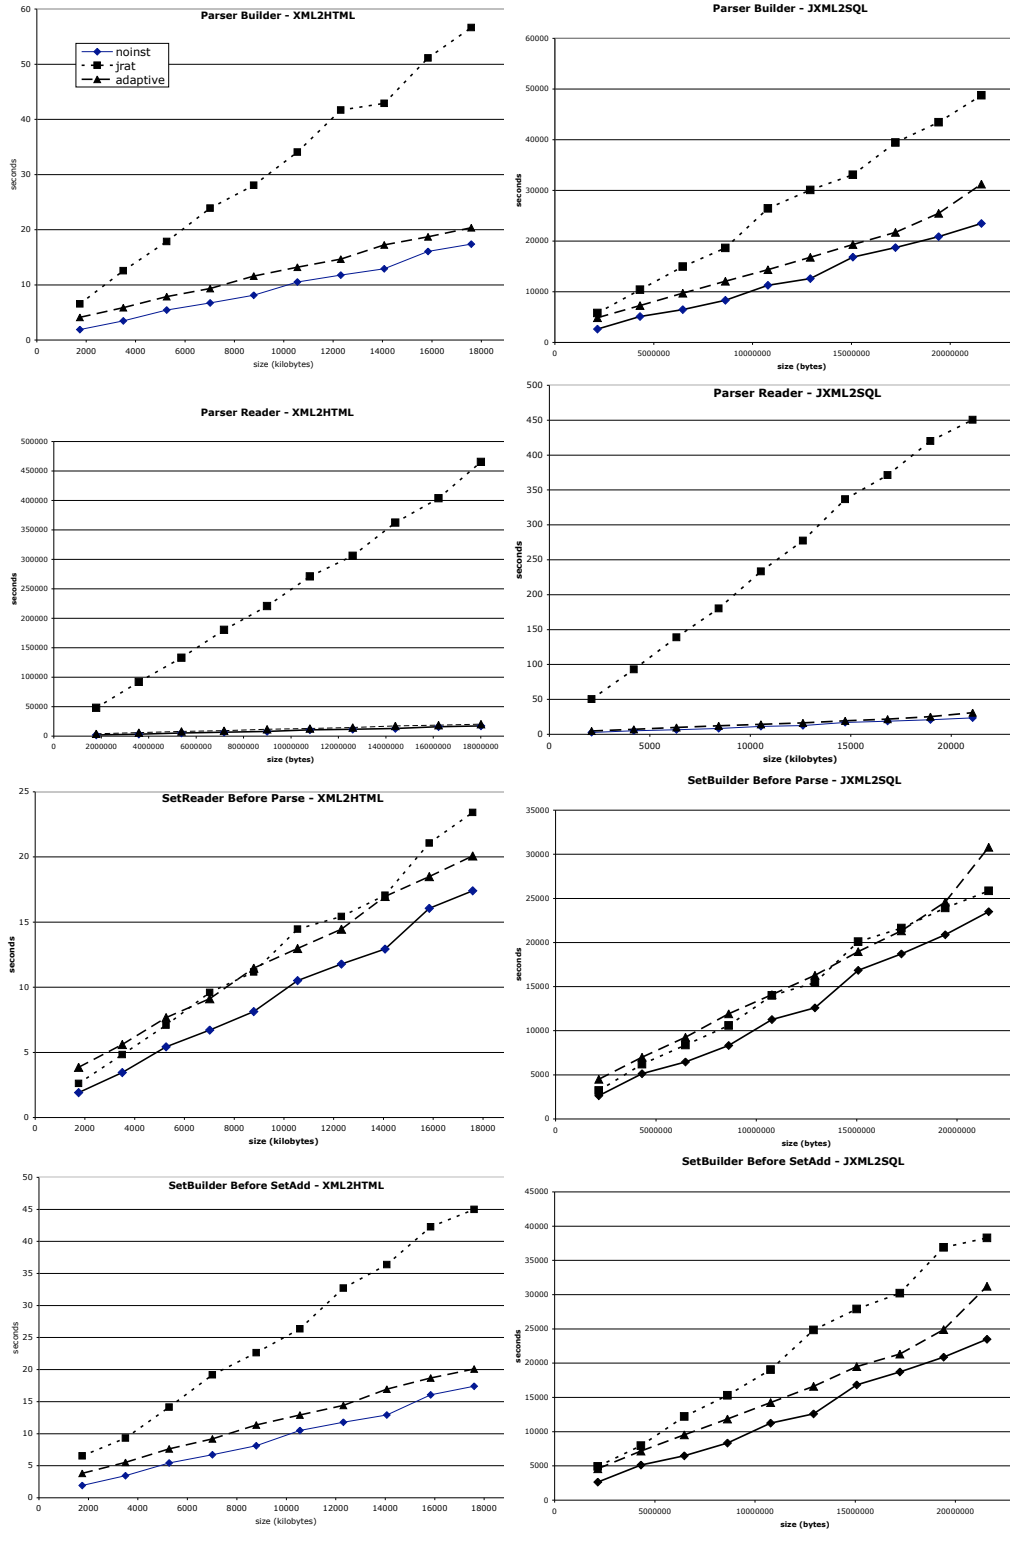 Parser Builder - XML2HTML
noinst
jrat
adaptive
60
50
40
30
20
10
0
seconds
0 2000 4000 6000 8000 10000 12000 14000 16000 18000
size (kilobytes)
Parser Builder - JXML2SQL
60000
50000
40000
30000
20000
10000
0
seconds
0 5000000 10000000 15000000 20000000
size (bytes)
Parser Reader - XML2HTML
500000
450000
400000
350000
300000
250000
200000
150000
100000
50000
0
seconds
0 2000000 4000000 6000000 8000000 10000000 12000000 14000000 16000000 18000000
size (bytes)
Parser Reader - JXML2SQL
500
450
400
350
300
250
200
150
100
50
0
seconds
0 5000 10000 15000 20000
size (kilobytes)
SetReader Before Parse - XML2HTML
25
20
15
10
5
0
seconds
0 2000 4000 6000 8000 10000 12000 14000 16000 18000
size (kilobytes)
SetBuilder Before Parse - JXML2SQL
35000
30000
25000
20000
15000
10000
5000
0
seconds
0 5000000 10000000 15000000 20000000
size (bytes)
SetBuilder Before SetAdd - XML2HTML
50
45
40
35
30
25
20
15
10
5
0
seconds
0 2000 4000 6000 8000 10000 12000 14000 16000 18000
size (kilobytes)
SetBuilder Before SetAdd - JXML2SQL
45000
40000
35000
30000
25000
20000
15000
10000
5000
0
seconds
0 5000000 10000000 15000000 20000000
size (bytes)